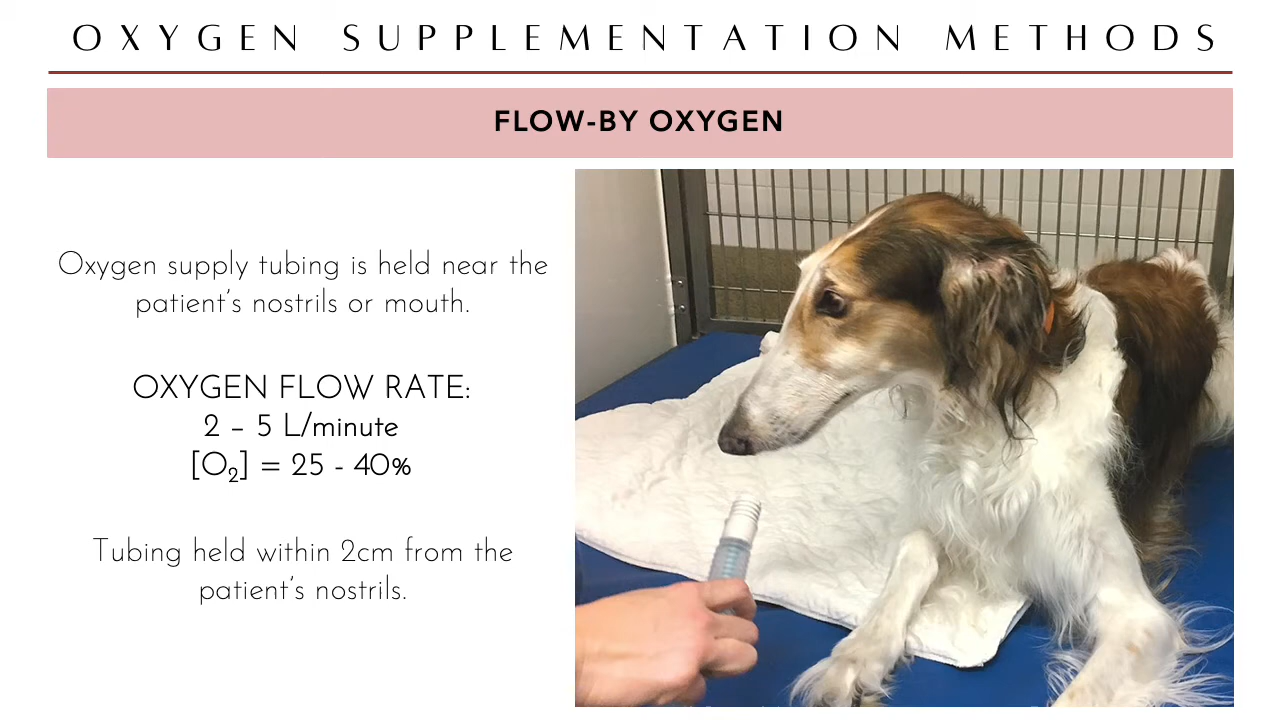 OXYGEN SUPPLEMENTATION METHODS
FLOW-BY OXYGEN
Oxygen supply tubing is held near the
patient's nostrils or mouth.
OXYGEN FLOW RATE:
2 – 5 L/minute
[O₂] = 25 - 40%
Tubing held within 2cm from the
patient's nostrils.